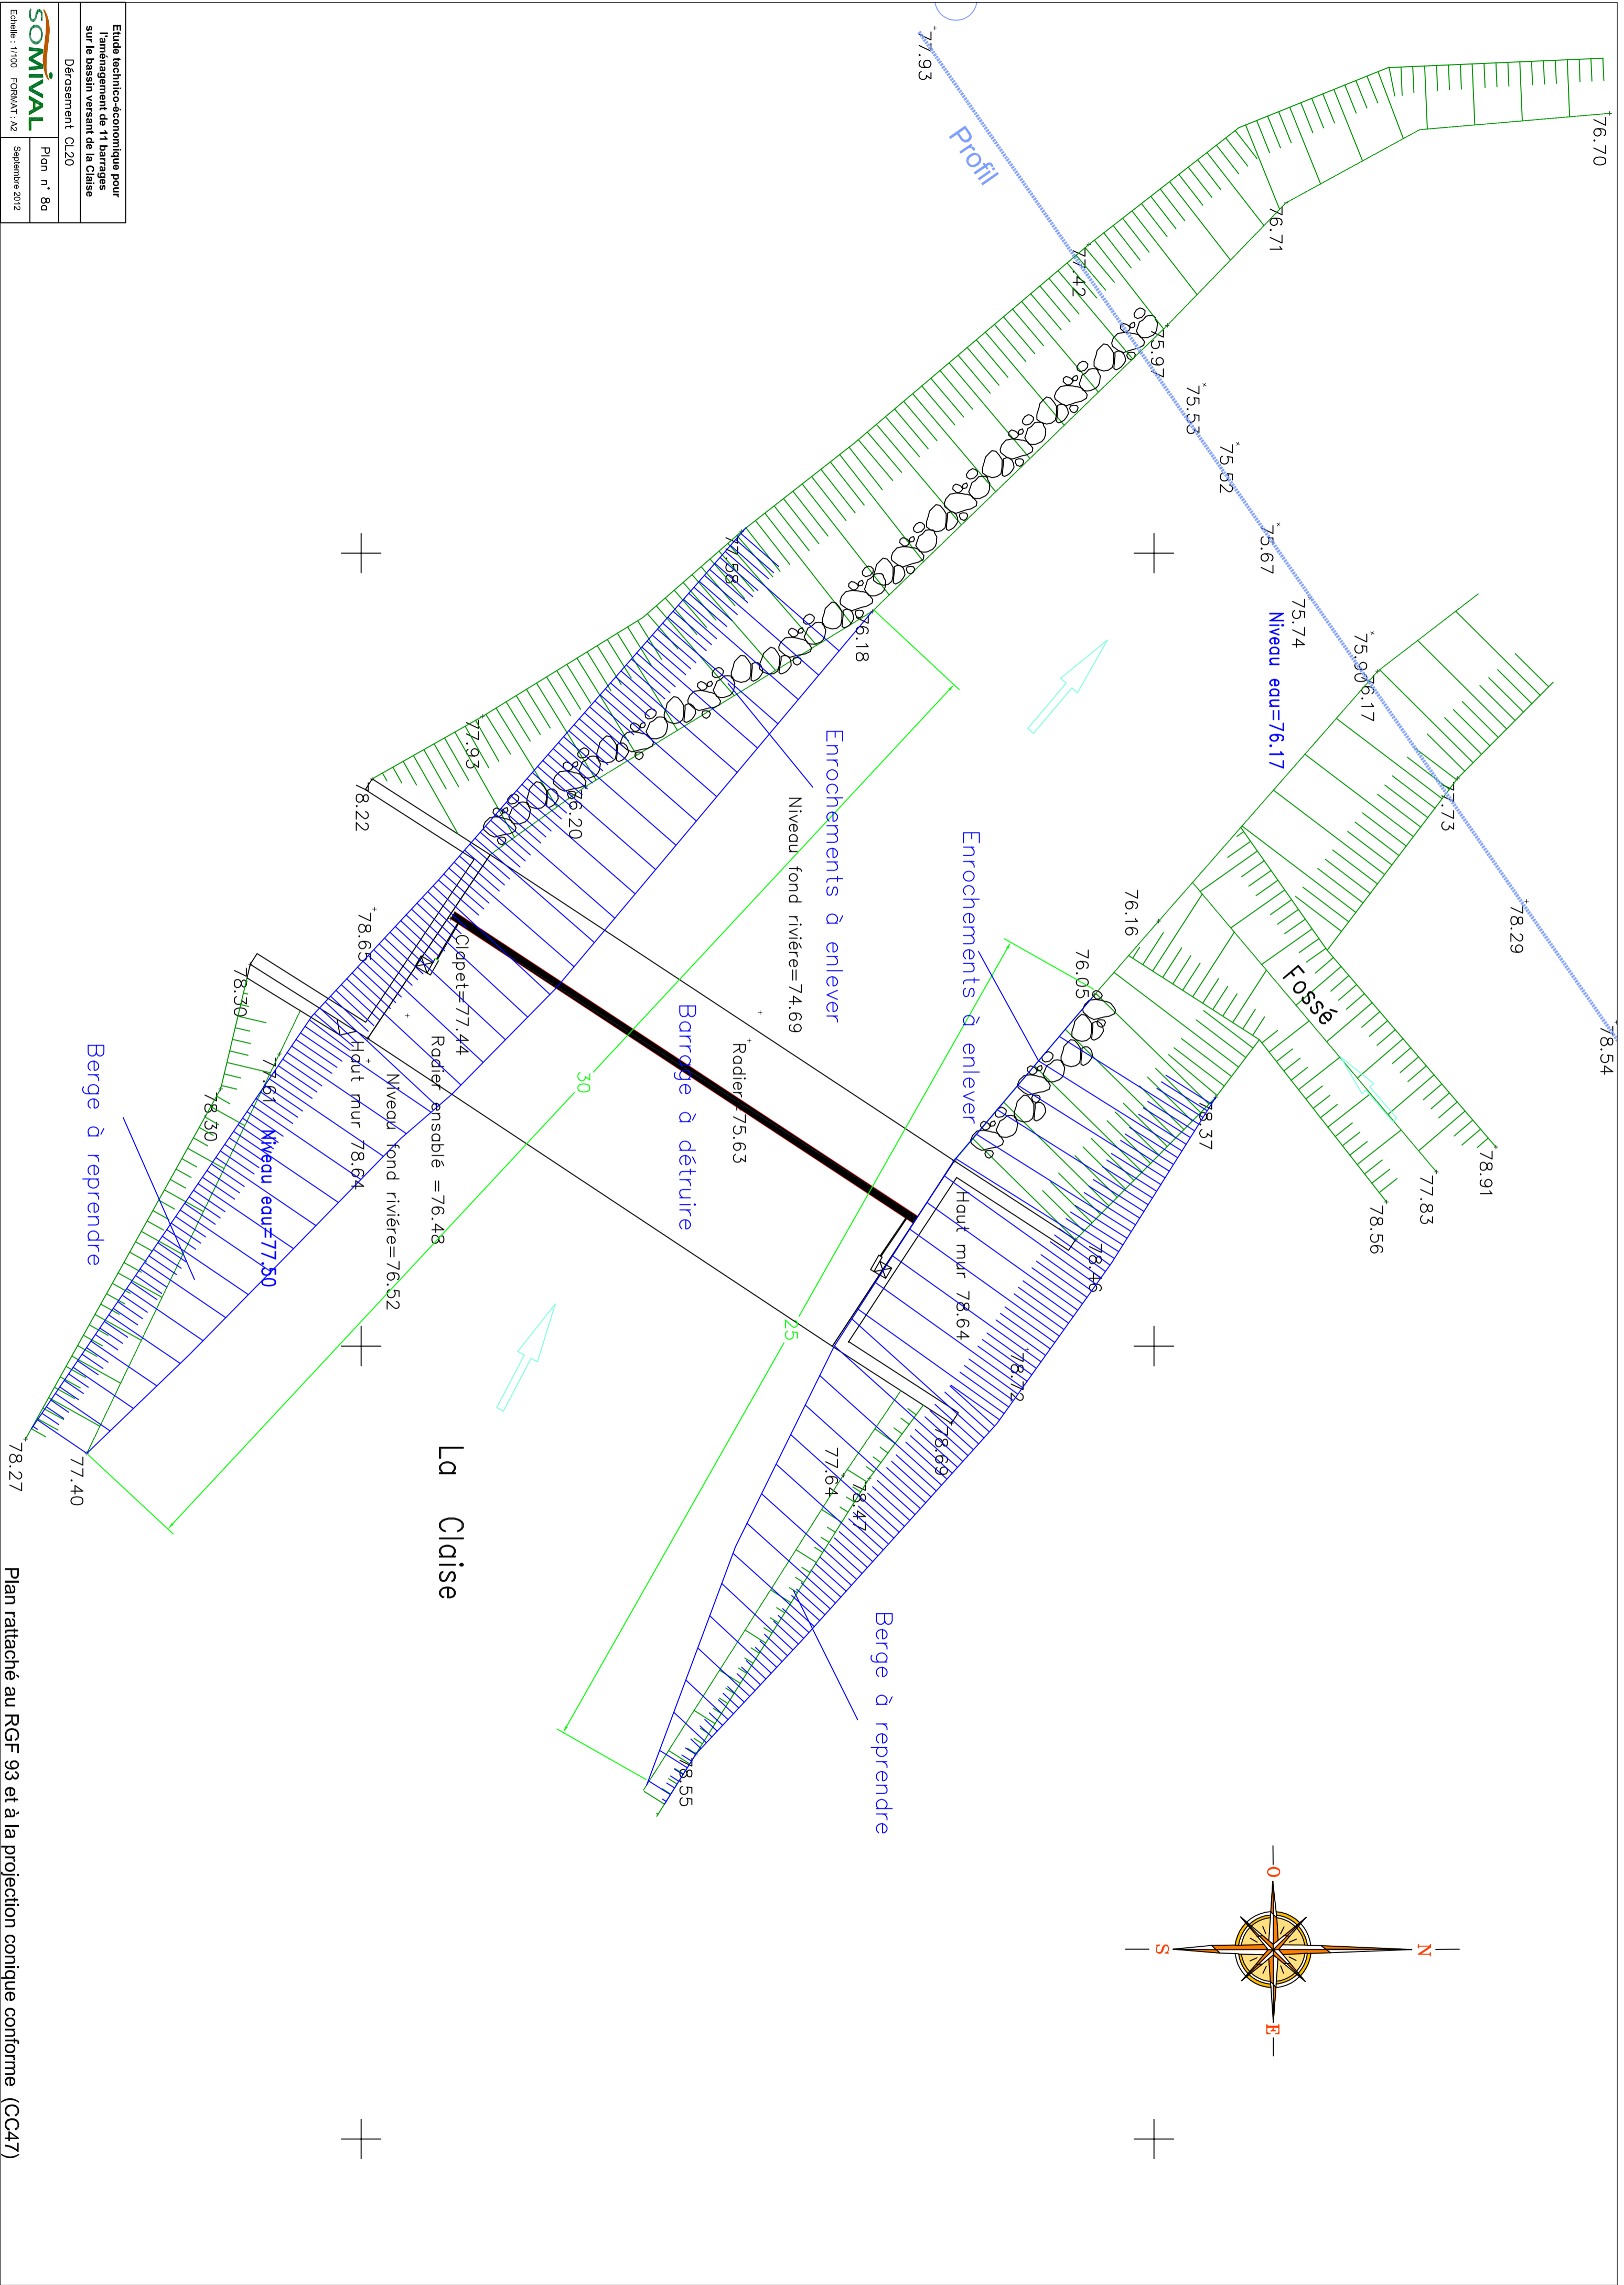 77.93
Profil
76.70
76.71
77.42
75.97
75.53
75.52
75.67
75.74
Niveau eau=76.17
75.90
76.17
78.29
78.54
77.58
76.18
77.93
78.22
76.20
Enrochements à enlever
Niveau fond rivière=74.69
Enrochements à enlever
76.16
76.05
Fossé
78.37
78.91
77.83
78.56
78.65
78.30
Clapet=77.44
Radier ensablé =76.48
Niveau fond rivière=76.52
Haut mur 78.64
77.61
Niveau eau=77.50
78.30
Berge à reprendre
Barrage à détruire
Radier=75.63
30
25
Haut mur 78.64
78.46
78.72
78.69
77.64
78.47
Berge à reprendre
78.55
78.27
77.40
La Claise
O
N
S
E
Etude technico-économique pour
l'aménagement de 11 barrages
sur le bassin versant de la Claise
Dérasement CL20
SOMIVAL
Plan n° 8a
Echelle : 1/100 FORMAT : A2
Septembre 2012
Plan rattaché au RGF 93 et à la projection conique conforme (CC47)